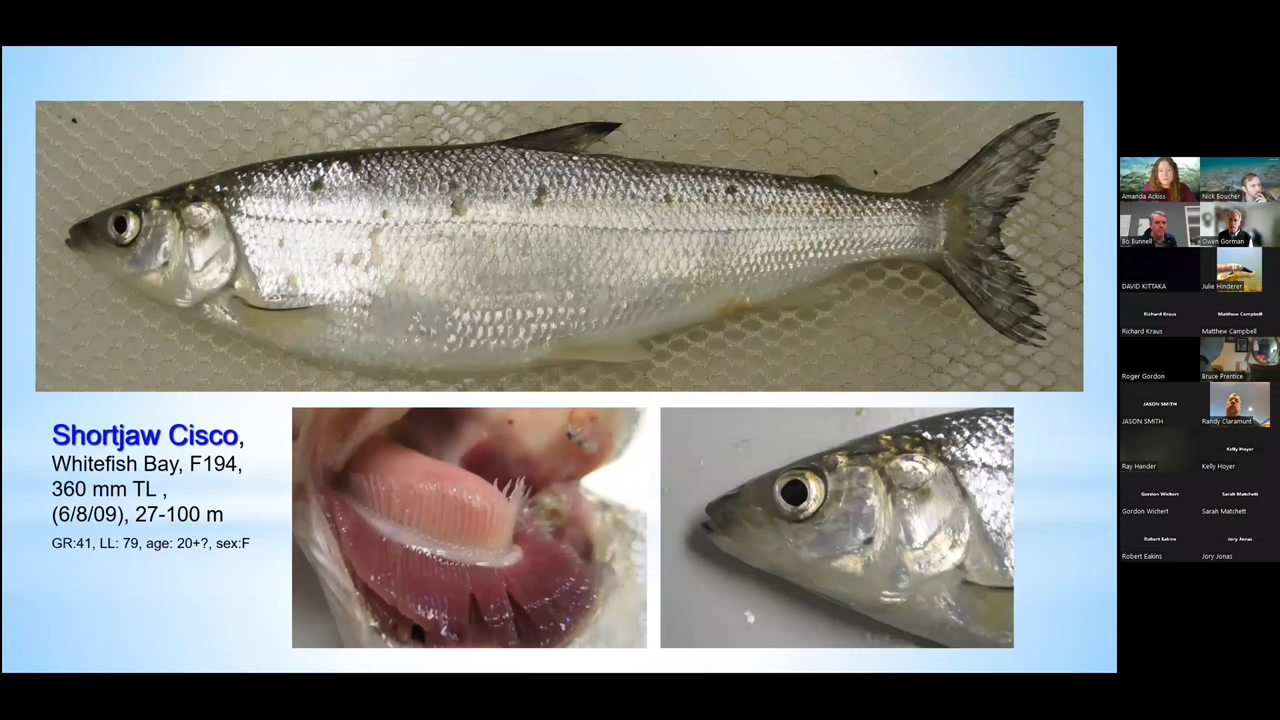 Shortjaw Cisco,
Whitefish Bay, F194,
360 mm TL ,
(6/8/09), 27-100 m
GR:41, LL: 79, age: 20+?, sex:F
Amanda Ackiss
Nick Boucher
Bo Bunnell
Owen Gorman
DAVID KITTAKA
Julie Hinderer
Richard Kraus
Matthew Campbell
Richard Kraus
Matthew Campbell
Roger Gordon
Bruce Prentice
JASON SMITH
JASON SMITH
Randy Claramunt
Kelly Hoyer
Ray Hander
Kelly Hoyer
Gordon Wichert
Sarah Matchett
Gordon Wichert
Sarah Matchett
Robert Eakins
Jory Jonas
Robert Eakins
Jory Jonas